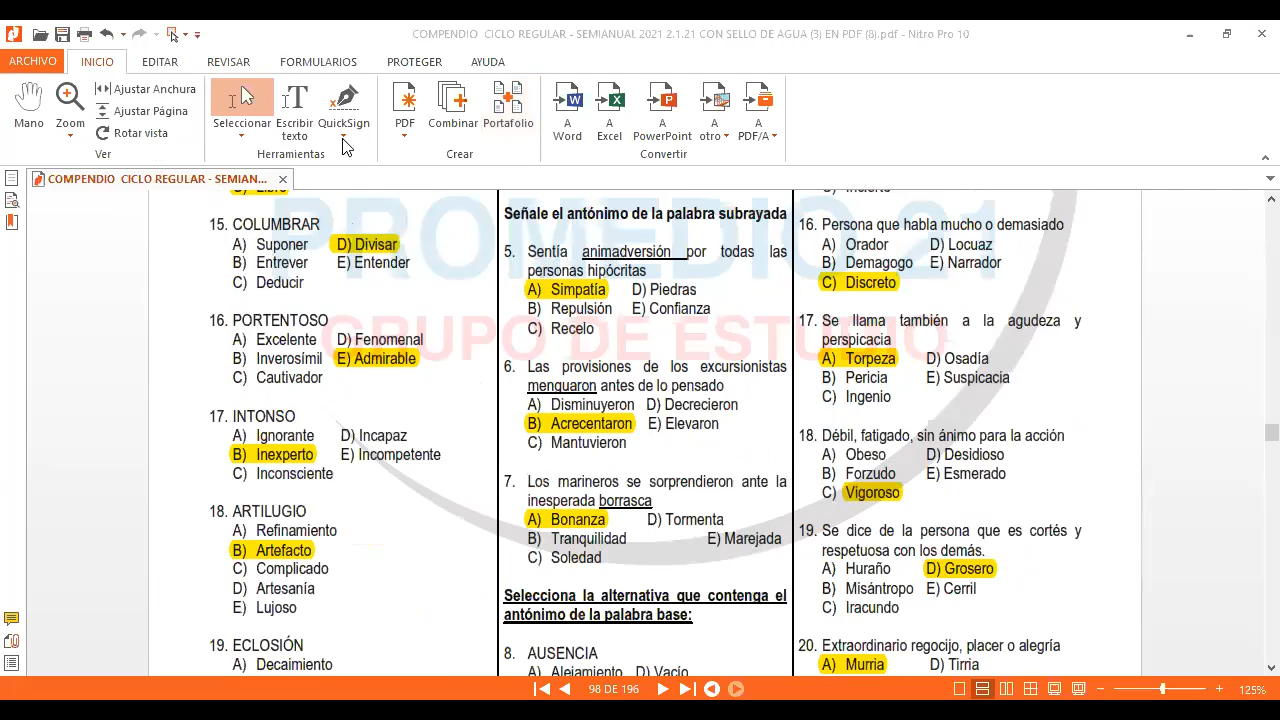 COMPENDIO CICLO REGULAR - SEMIANUAL 2021 2.1.21 CON SELLO DE AGUA (3) EN PDF (8).pdf - Nitro Pro 10
ARCHIVO INICIO EDITAR REVISAR FORMULARIOS PROTEGER AYUDA
Mano
Zoom
Ajustar Anchura
Ajustar Página
Rotar vista
Ver
Seleccionar
Escribir texto
QuickSign
Herramientas
PDF
Combinar
Portafolio
Crear
A Word
A Excel
A PowerPoint
A otro
A PDF/A
Convertir
COMPENDIO CICLO REGULAR - SEMIAN...
PROMEDIO 21
GRUPO DE ESTUDIO
C) Libro
15. COLUMBRAR
A) Suponer D) Divisar
B) Entrever E) Entender
C) Deducir
16. PORTENTOSO
A) Excelente D) Fenomenal
B) Inverosímil E) Admirable
C) Cautivador
17. INTONSO
A) Ignorante D) Incapaz
B) Inexperto E) Incompetente
C) Inconsciente
18. ARTILUGIO
A) Refinamiento
B) Artefacto
C) Complicado
D) Artesanía
E) Lujoso
19. ECLOSIÓN
A) Decaimiento
Señale el antónimo de la palabra subrayada
5. Sentía animadversión por todas las
personas hipócritas
A) Simpatía D) Piedras
B) Repulsión E) Confianza
C) Recelo
6. Las provisiones de los excursionistas
menguaron antes de lo pensado
A) Disminuyeron D) Decrecieron
B) Acrecentaron E) Elevaron
C) Mantuvieron
7. Los marineros se sorprendieron ante la
inesperada borrasca
A) Bonanza D) Tormenta
B) Tranquilidad E) Marejada
C) Soledad
Selecciona la alternativa que contenga el
antónimo de la palabra base:
8. AUSENCIA
A) Alejamiento D) Vacío
C) Incierto
16. Persona que habla mucho o demasiado
A) Orador D) Locuaz
B) Demagogo E) Narrador
C) Discreto
17. Se llama también a la agudeza y
perspicacia
A) Torpeza D) Osadía
B) Pericia E) Suspicacia
C) Ingenio
18. Débil, fatigado, sin ánimo para la acción
A) Obeso D) Desidioso
B) Forzudo E) Esmerado
C) Vigoroso
19. Se dice de la persona que es cortés y
respetuosa con los demás.
A) Huraño D) Grosero
B) Misántropo E) Cerril
C) Iracundo
20. Extraordinario regocijo, placer o alegría
A) Murria D) Tirria
98 DE 196
125%